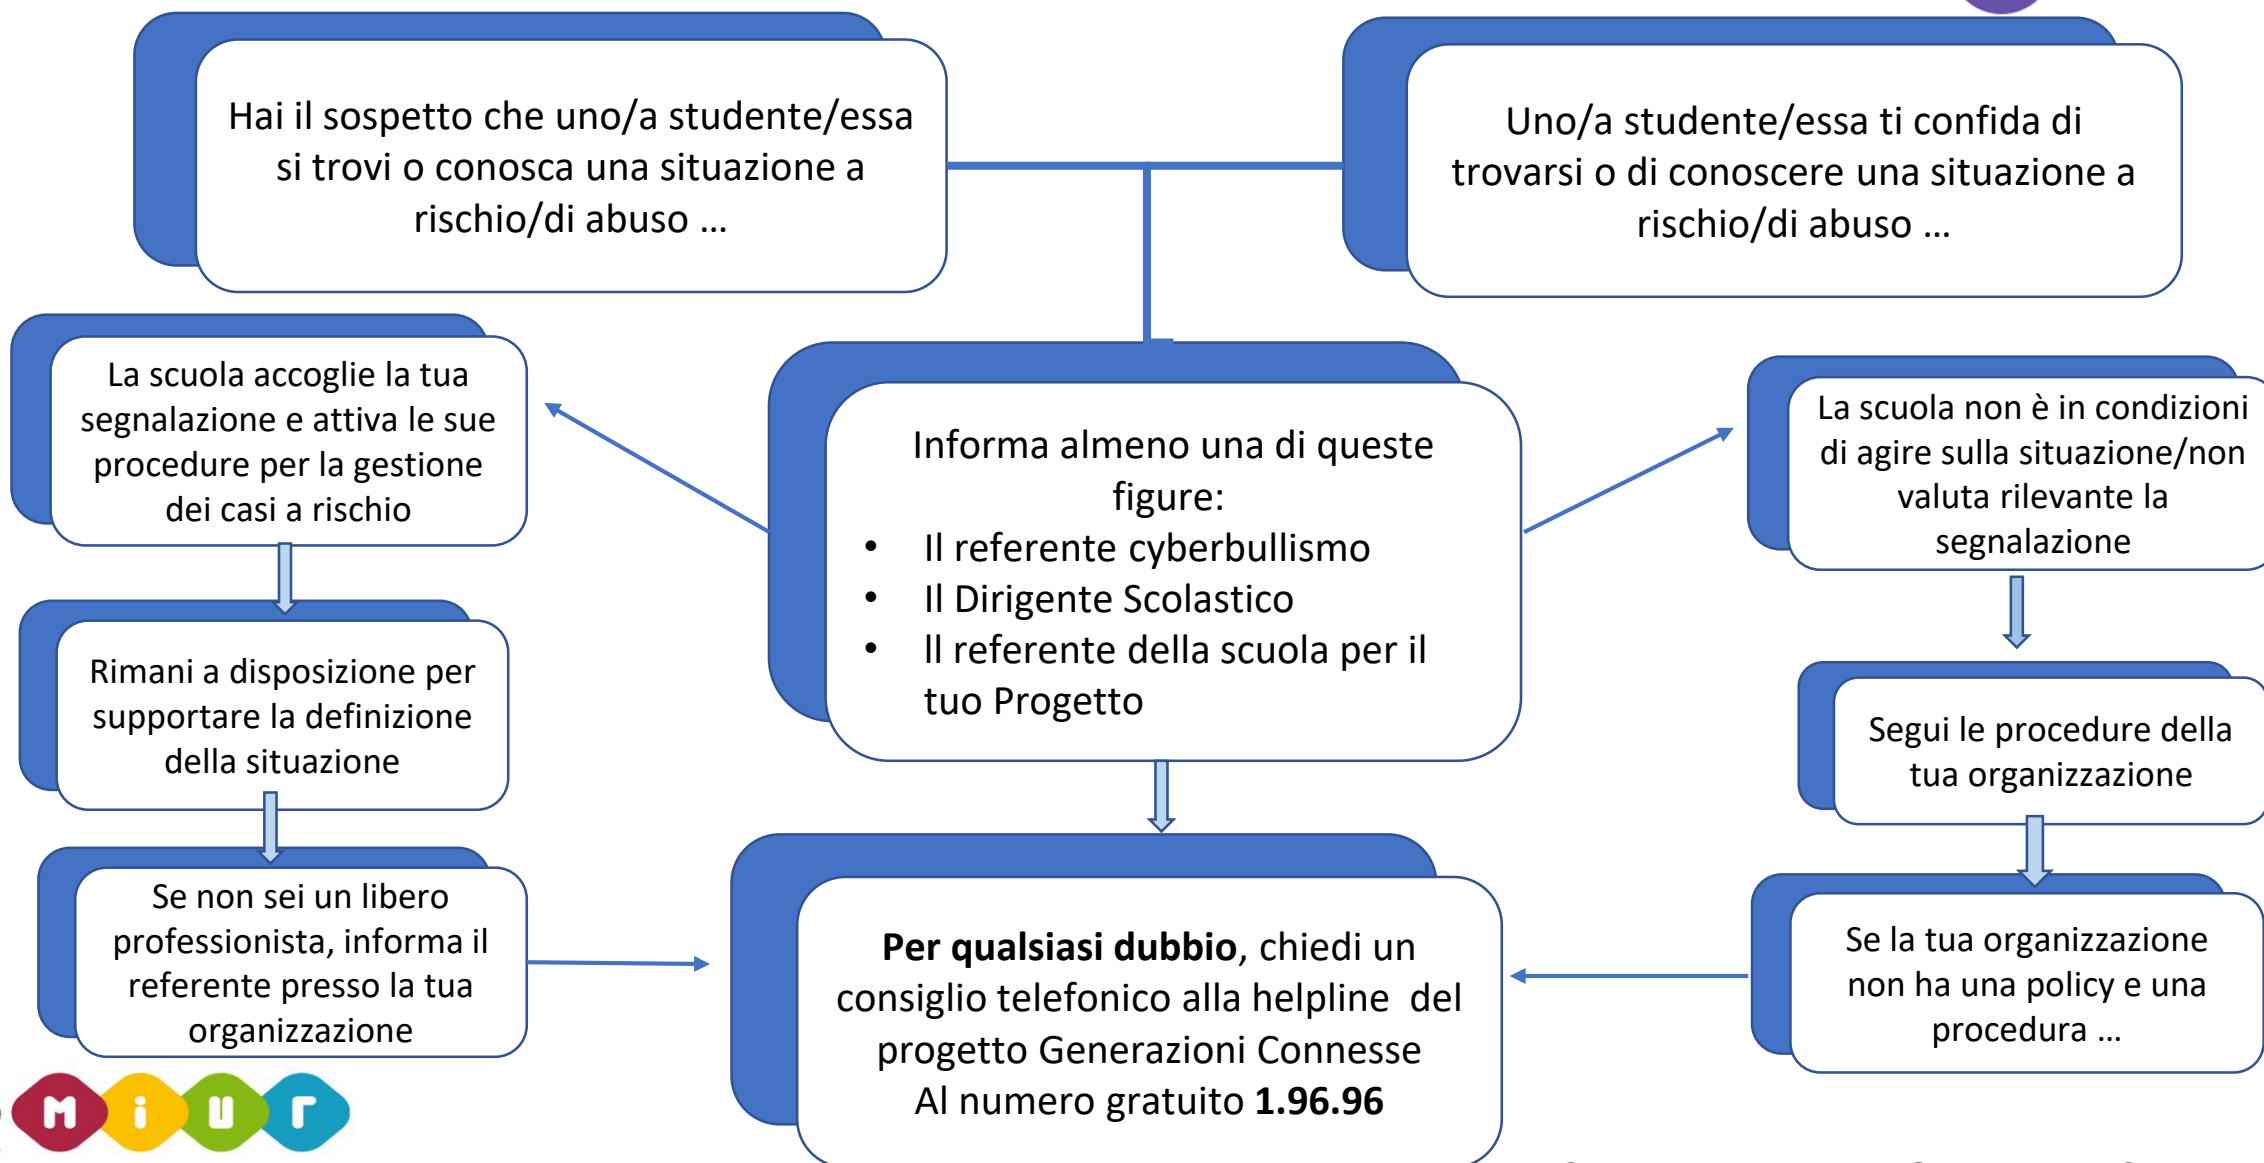 Hai il sospetto che uno/a studente/essa
si trovi o conosca una situazione a
rischio/di abuso ...
Uno/a studente/essa ti confida di
trovarsi o di conoscere una situazione a
rischio/di abuso ...
La scuola accoglie la tua
segnalazione e attiva le sue
procedure per la gestione
dei casi a rischio
Informa almeno una di queste
figure:
• Il referente cyberbullismo
• Il Dirigente Scolastico
• Il referente della scuola per il
tuo Progetto
La scuola non è in condizioni
di agire sulla situazione/non
valuta rilevante la
segnalazione
Rimani a disposizione per
supportare la definizione
della situazione
Segui le procedure della
tua organizzazione
Se non sei un libero
professionista, informa il
referente presso la tua
organizzazione
Per qualsiasi dubbio, chiedi un
consiglio telefonico alla helpline del
progetto Generazioni Connesse
Al numero gratuito 1.96.96
Se la tua organizzazione
non ha una policy e una
procedura ...
Miur